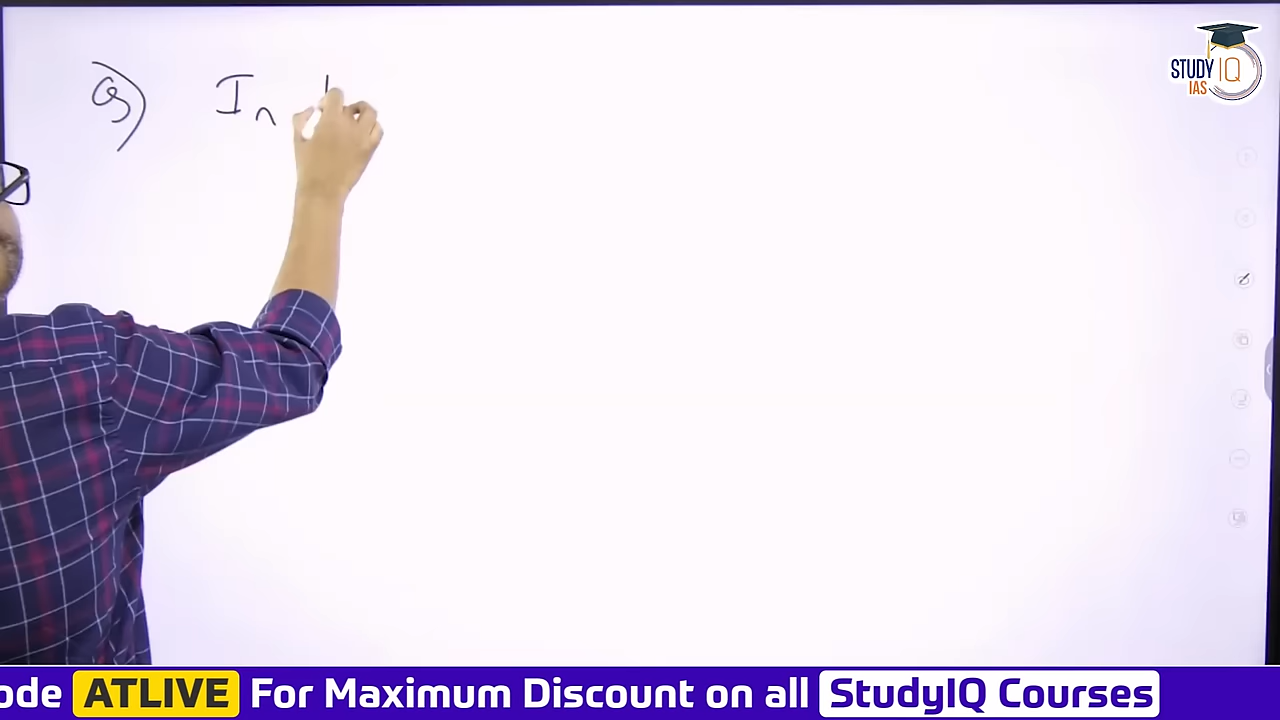 STUDY IQ
IAS
Q) In
ode ATLIVE For Maximum Discount on all StudyIQ Courses